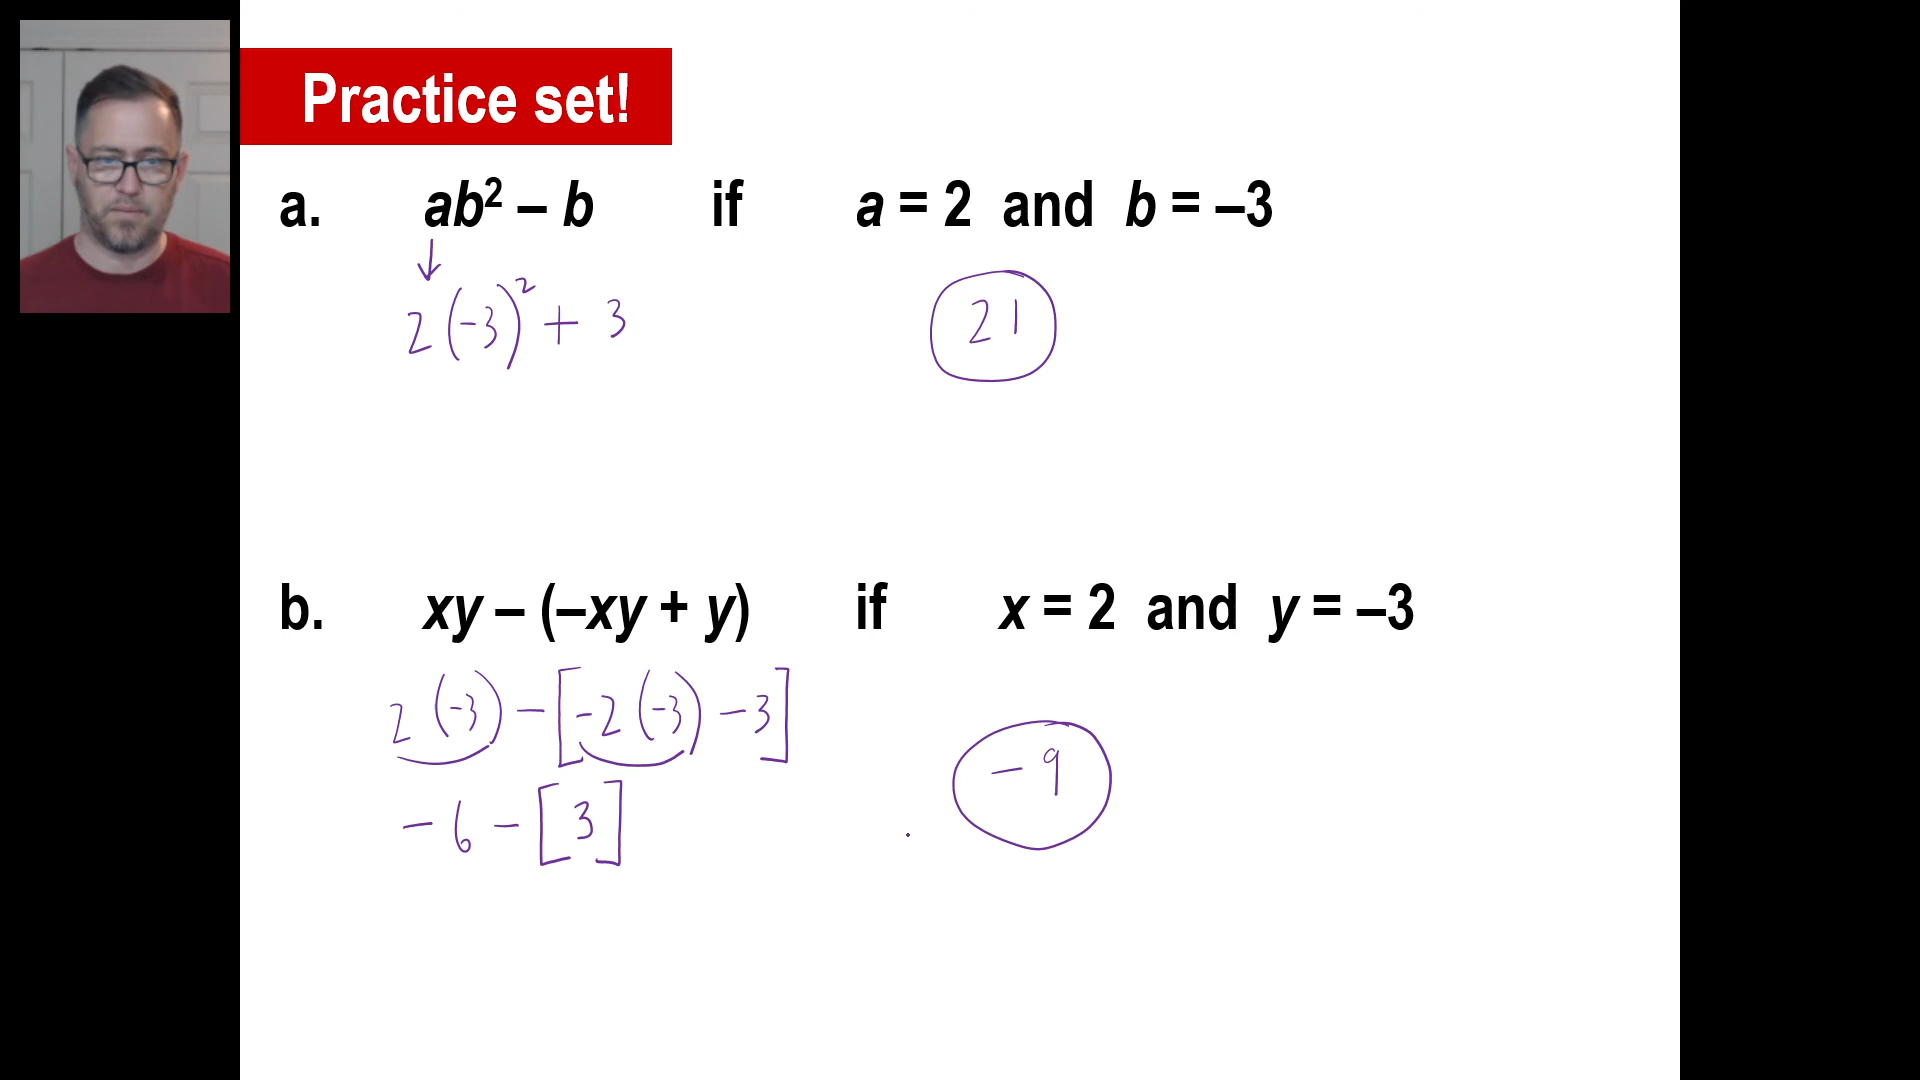 Practice set!
a. ab² – b if a = 2 and b = –3
2(-3)² + 3
21
b. xy – (–xy + y) if x = 2 and y = –3
2(-3) - [-2(-3) - 3]
-9
-6 - [3]